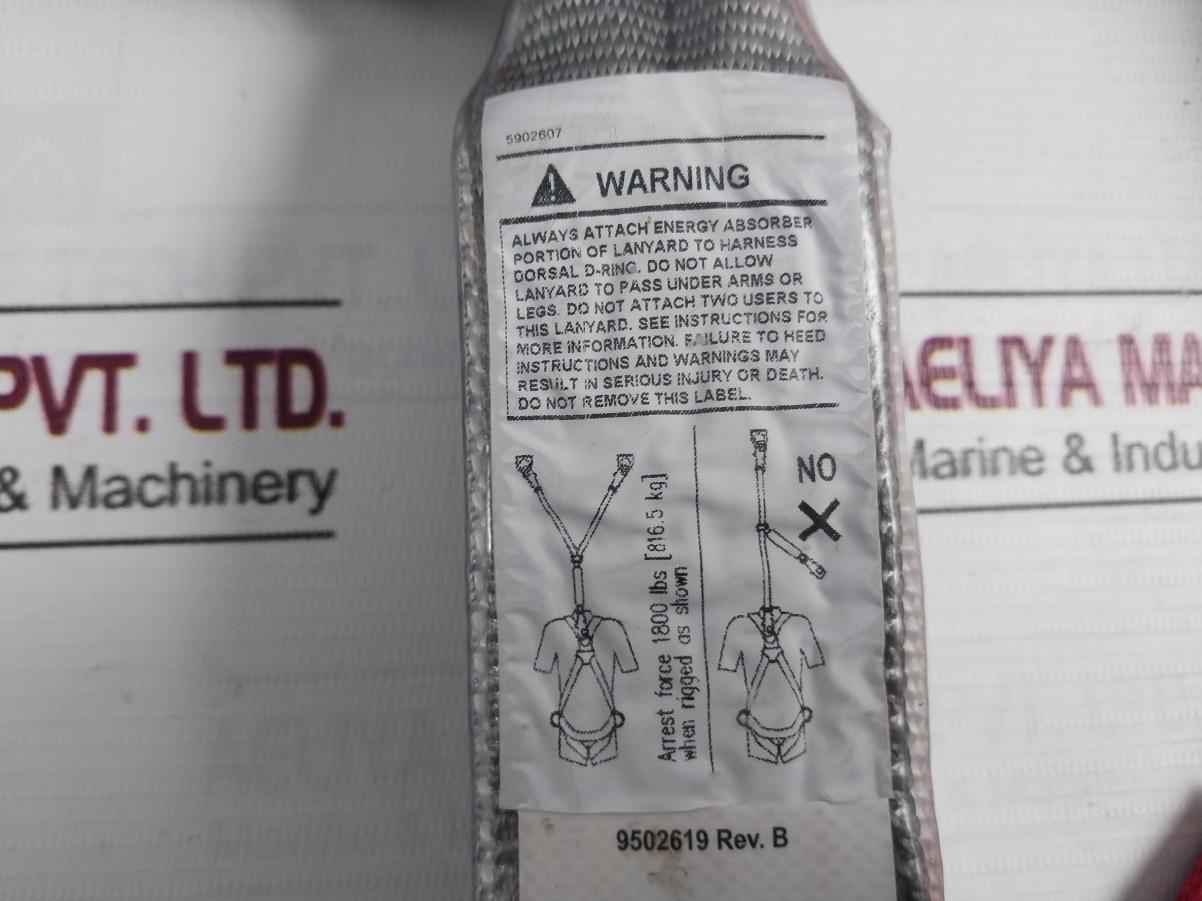 5902607
WARNING
ALWAYS ATTACH ENERGY ABSORBER
PORTION OF LANYARD TO HARNESS
DORSAL D-RING. DO NOT ALLOW
LANYARD TO PASS UNDER ARMS OR
LEGS. DO NOT ATTACH TWO USERS TO
THIS LANYARD. SEE INSTRUCTIONS FOR
MORE INFORMATION. FAILURE TO HEED
INSTRUCTIONS AND WARNINGS MAY
RESULT IN SERIOUS INJURY OR DEATH.
DO NOT REMOVE THIS LABEL.
Arrest force 1800 lbs [816.5 kg]
when rigged as shown
NO
9502619 Rev. B
PVT. LTD.
& Machinery
AELIYA MA
Marine & Indu